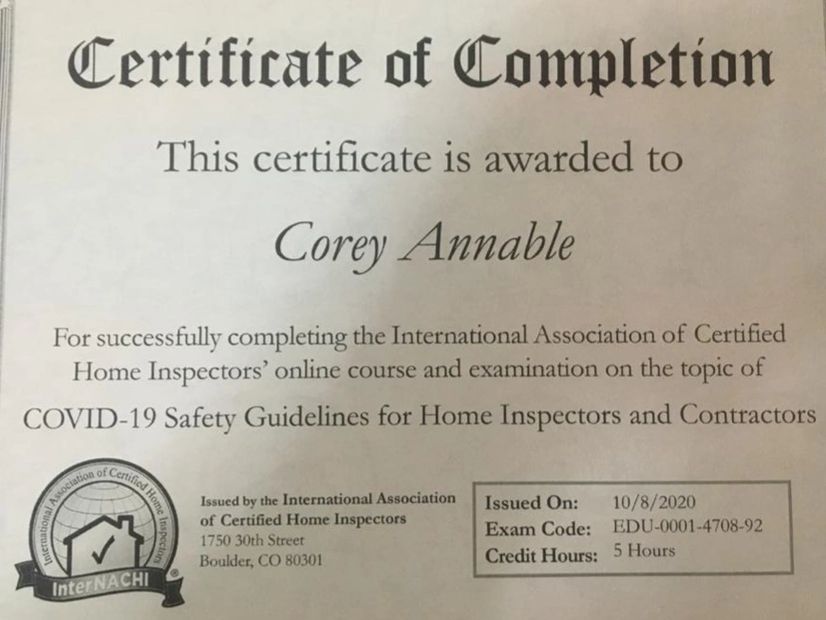 Certificate of Completion
This certificate is awarded to
Corey Annable
For successfully completing the International Association of Certified
Home Inspectors' online course and examination on the topic of
COVID-19 Safety Guidelines for Home Inspectors and Contractors
International Association of Certified Home Inspectors
InterNACHI ®
Issued by the International Association
of Certified Home Inspectors
1750 30th Street
Boulder, CO 80301
Issued On: 10/8/2020
Exam Code: EDU-0001-4708-92
Credit Hours: 5 Hours